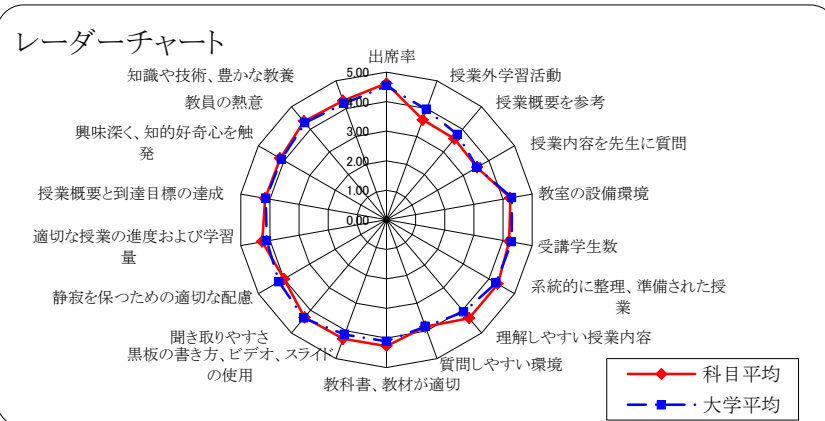 レーダーチャート
出席率
授業外学習活動
授業概要を参考
授業内容を先生に質問
教室の設備環境
受講学生数
系統的に整理、準備された授
業
理解しやすい授業内容
質問しやすい環境
教科書、教材が適切
黒板の書き方、ビデオ、スライド
の使用
聞き取りやすさ
静寂を保つための適切な配慮
適切な授業の進度および学習
量
授業概要と到達目標の達成
興味深く、知的好奇心を触
発
教員の熱意
知識や技術、豊かな教養
5.00
4.00
3.00
2.00
1.00
0.00
科目平均
大学平均